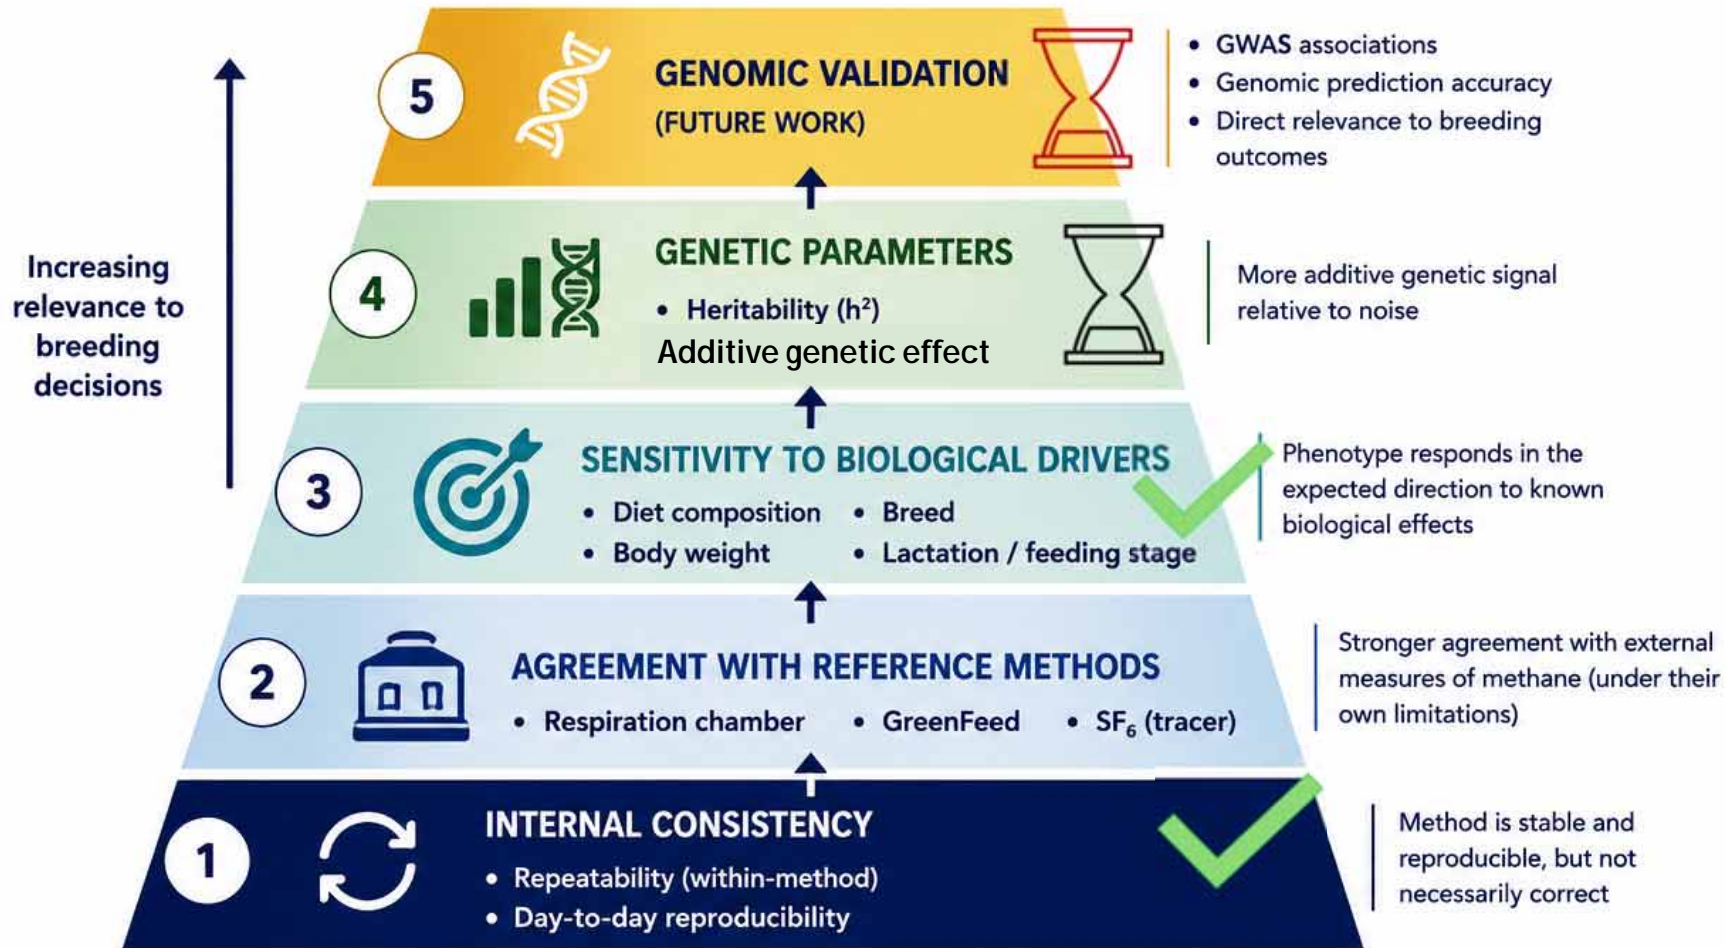 5
GENOMIC VALIDATION
(FUTURE WORK)
• GWAS associations
• Genomic prediction accuracy
• Direct relevance to breeding
outcomes
Increasing
relevance to
breeding
decisions
4
GENETIC PARAMETERS
• Heritability (h²)
Additive genetic effect
More additive genetic signal
relative to noise
3
SENSITIVITY TO BIOLOGICAL DRIVERS
• Diet composition • Breed
• Body weight • Lactation / feeding stage
Phenotype responds in the
expected direction to known
biological effects
2
AGREEMENT WITH REFERENCE METHODS
• Respiration chamber • GreenFeed • SF₆ (tracer)
Stronger agreement with external
measures of methane (under their
own limitations)
1
INTERNAL CONSISTENCY
• Repeatability (within-method)
• Day-to-day reproducibility
Method is stable and
reproducible, but not
necessarily correct